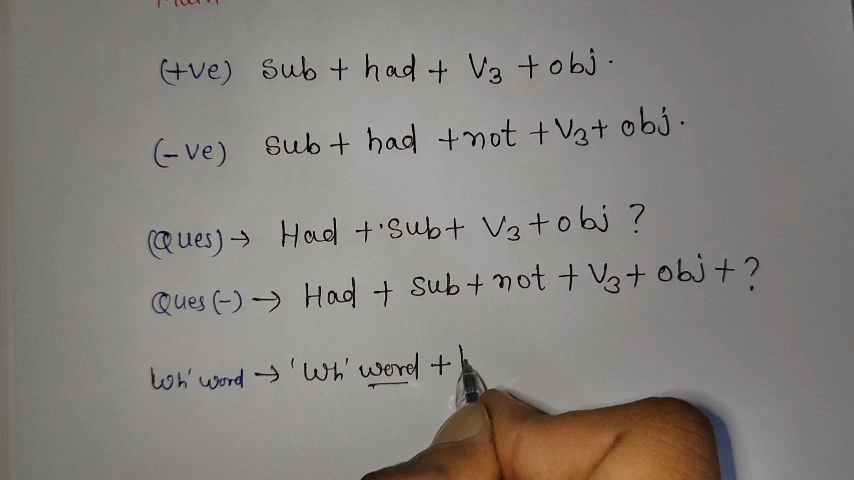 (+ve) Sub + had + V3 + obj.
(-ve) Sub + had + not + V3 + obj.
(Ques) → Had + Sub + V3 + obj ?
Ques (-) → Had + Sub + not + V3 + obj + ?
Wh' word → 'Wh' word +